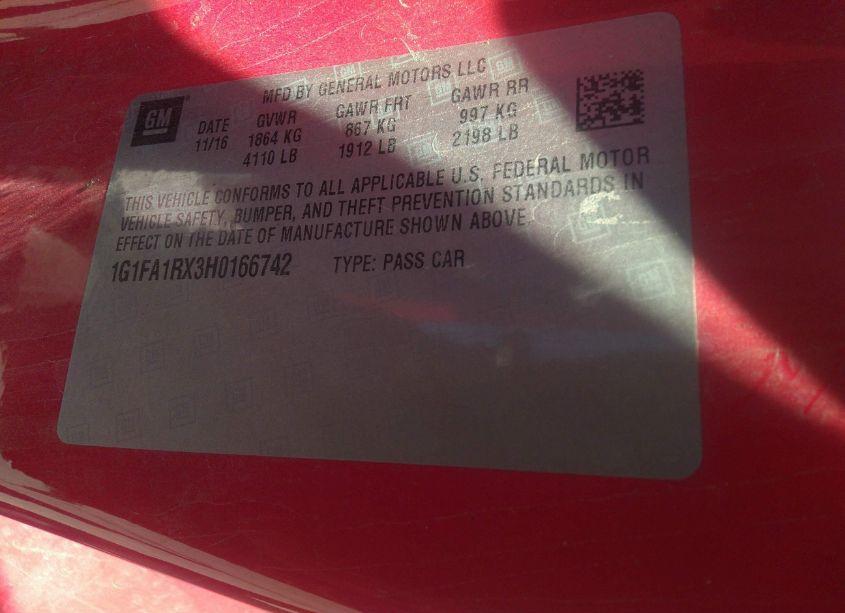 MFD BY GENERAL MOTORS LLC
GM
DATE GVWR GAWR FRT GAWR RR
11/16 1864 KG 867 KG 997 KG
4110 LB 1912 LB 2198 LB
THIS VEHICLE CONFORMS TO ALL APPLICABLE U.S. FEDERAL MOTOR
VEHICLE SAFETY, BUMPER, AND THEFT PREVENTION STANDARDS IN
EFFECT ON THE DATE OF MANUFACTURE SHOWN ABOVE.
1G1FA1RX3H0166742 TYPE: PASS CAR